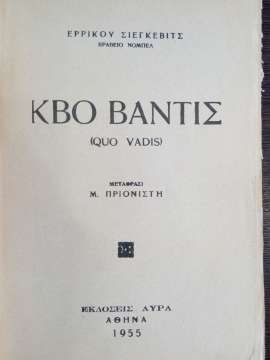 ΕΡΡΙΚΟΥ ΣΙΕΓΚΕΒΙΤΣ
ΒΡΑΒΕΙΟ ΝΟΜΠΕΛ
ΚΒΟ ΒΑΝΤΙΣ
(QUO VADIS)
ΜΕΤΑΦΡΑΣΙ
Μ. ΠΡΙΟΝΙΣΤΗ
ΕΚΔΟΣΕΙΣ ΑΥΡΑ
ΑΘΗΝΑ
1955